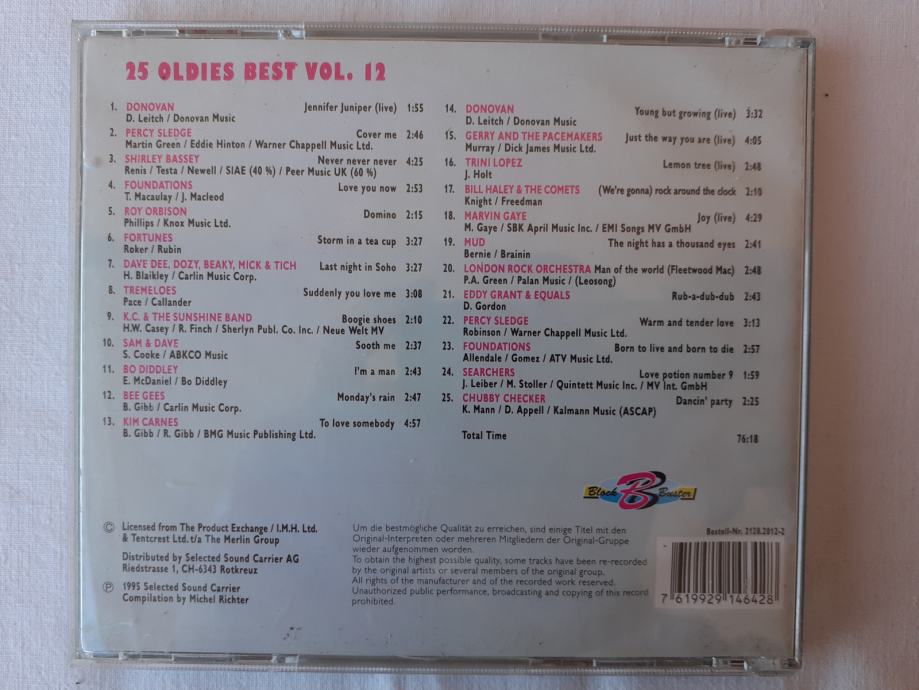 25 OLDIES BEST VOL. 12
1. DONOVAN Jennifer Juniper (live) 1:55
D. Leitch / Donovan Music
2. PERCY SLEDGE Cover me 2:46
Martin Green / Eddie Hinton / Warner Chappell Music Ltd.
3. SHIRLEY BASSEY Never never never 4:25
Renis / Testa / Newell / SIAE (40 %) / Peer Music UK (60 %)
4. FOUNDATIONS Love you now 2:53
T. Macaulay / J. Macleod
5. ROY ORBISON Domino 2:15
Phillips / Knox Music Ltd.
6. FORTUNES Storm in a tea cup 3:27
Roker / Rubin
7. DAVE DEE, DOZY, BEAKY, MICK & TICH Last night in Soho 3:27
H. Blaikley / Carlin Music Corp.
8. TREMELOES Suddenly you love me 3:08
Pace / Callander
9. K.C. & THE SUNSHINE BAND Boogie shoes 2:10
H.W. Casey / R. Finch / Sherlyn Publ. Co. Inc. / Neue Welt MV
10. SAM & DAVE Sooth me 2:37
S. Cooke / ABKCO Music
11. BO DIDDLEY I'm a man 2:43
E. McDaniel / Bo Diddley
12. BEE GEES Monday's rain 2:47
B. Gibb / Carlin Music Corp.
13. KIM CARNES To love somebody 4:57
B. Gibb / R. Gibb / BMG Music Publishing Ltd.
14. DONOVAN Young but growing (live) 3:32
D. Leitch / Donovan Music
15. GERRY AND THE PACEMAKERS Just the way you are (live) 4:05
Murray / Dick James Music Ltd.
16. TRINI LOPEZ Lemon tree (live) 2:48
J. Holt
17. BILL HALEY & THE COMETS (We're gonna) rock around the clock 2:10
Knight / Freedman
18. MARVIN GAYE Joy (live) 4:29
M. Gaye / SBK April Music Inc. / EMI Songs MV GmbH
19. MUD The night has a thousand eyes 2:41
Bernie / Brainin
20. LONDON ROCK ORCHESTRA Man of the world (Fleetwood Mac) 2:48
P.A. Green / Palan Music / (Leosong)
21. EDDY GRANT & EQUALS Rub-a-dub-dub 2:43
D. Gordon
22. PERCY SLEDGE Warm and tender love 3:13
Robinson / Warner Chappell Music Ltd.
23. FOUNDATIONS Born to live and born to die 2:57
Allendale / Gomez / ATV Music Ltd.
24. SEARCHERS Love potion number 9 1:59
J. Leiber / M. Stoller / Quintett Music Inc. / MV Int. GmbH
25. CHUBBY CHECKER Dancin' party 2:25
K. Mann / D. Appell / Kalmann Music (ASCAP)
Total Time 76:18
Block B Buster
© Licensed from The Product Exchange / I.M.H. Ltd.
& Tentcrest Ltd. t/a The Merlin Group
Distributed by Selected Sound Carrier AG
Riedstrasse 1, CH-6343 Rotkreuz
℗ 1995 Selected Sound Carrier
Compilation by Michel Richter
Um die bestmögliche Qualität zu erreichen, sind einige Titel mit den
Original-Interpreten oder mehreren Mitgliedern der Original-Gruppe
wieder aufgenommen worden.
To obtain the highest possible quality, some tracks have been re-recorded
by the original artists or several members of the original group.
All rights of the manufacturer and of the recorded work reserved.
Unauthorized public performance, broadcasting and copying of this record
prohibited.
Bestell-Nr. 2128.2012-2
7 619929 146428